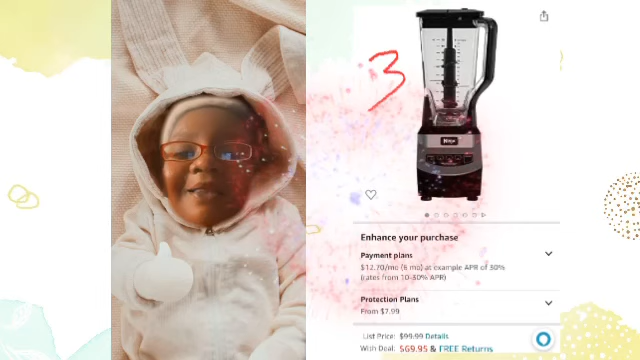 3
Ninja
Enhance your purchase
Payment plans
$12.70/mo (6 mo) at example APR of 30%
(rates from 10-30% APR)
Protection Plans
From $7.99
List Price: $99.99 Details
With Deal: $69.95 & FREE Returns